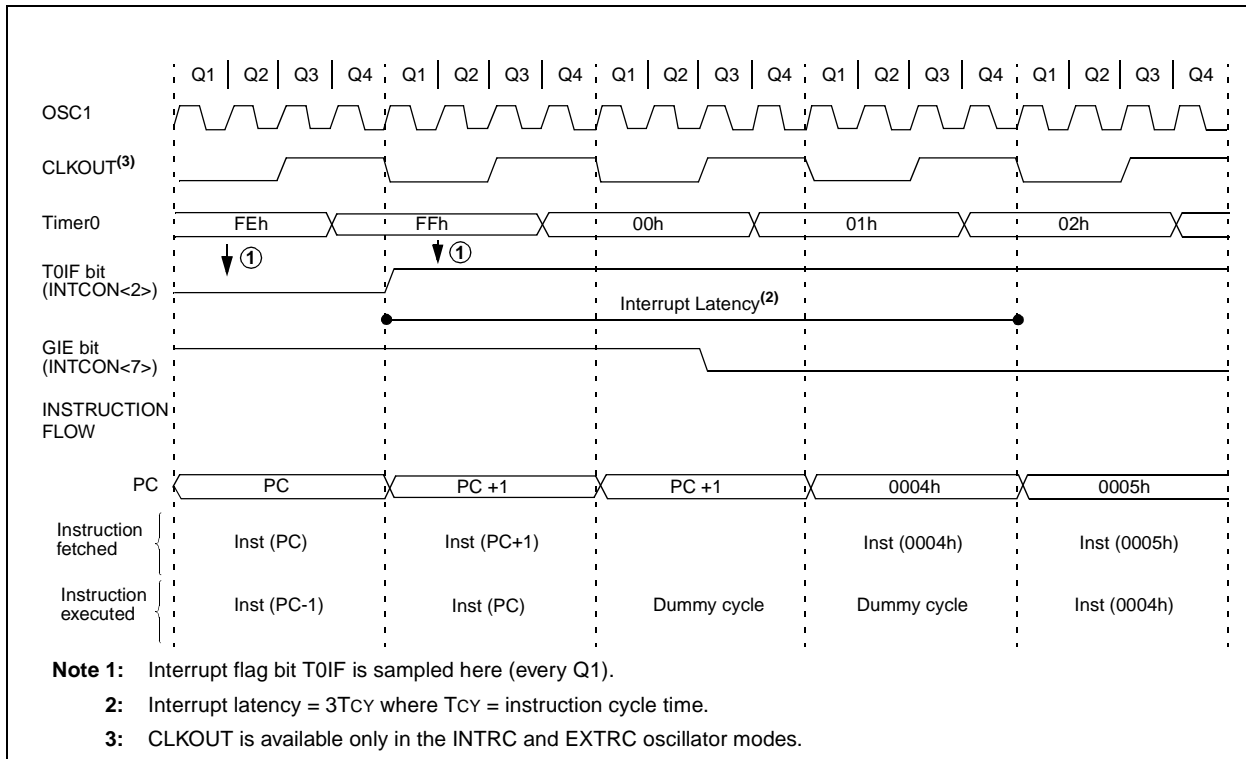 Q1 Q2 Q3 Q4 Q1 Q2 Q3 Q4 Q1 Q2 Q3 Q4 Q1 Q2 Q3 Q4 Q1 Q2 Q3 Q4
OSC1
CLKOUT(3)
Timer0 FEh FFh 00h 01h 02h
1 1
T0IF bit
(INTCON<2>)
Interrupt Latency(2)
GIE bit
(INTCON<7>)
INSTRUCTION
FLOW
PC PC PC +1 PC +1 0004h 0005h
Instruction
fetched
Inst (PC) Inst (PC+1) Inst (0004h) Inst (0005h)
Instruction
executed
Inst (PC-1) Inst (PC) Dummy cycle Dummy cycle Inst (0004h)
Note 1: Interrupt flag bit T0IF is sampled here (every Q1).
2: Interrupt latency = 3TCY where TCY = instruction cycle time.
3: CLKOUT is available only in the INTRC and EXTRC oscillator modes.